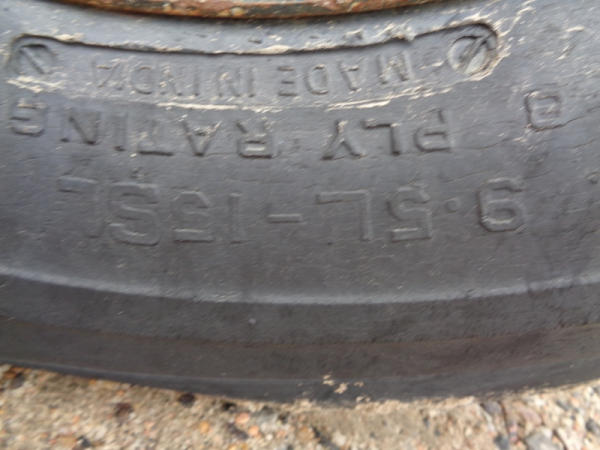 9.5L-15SL
8 PLY RATING
MADE IN INDIA